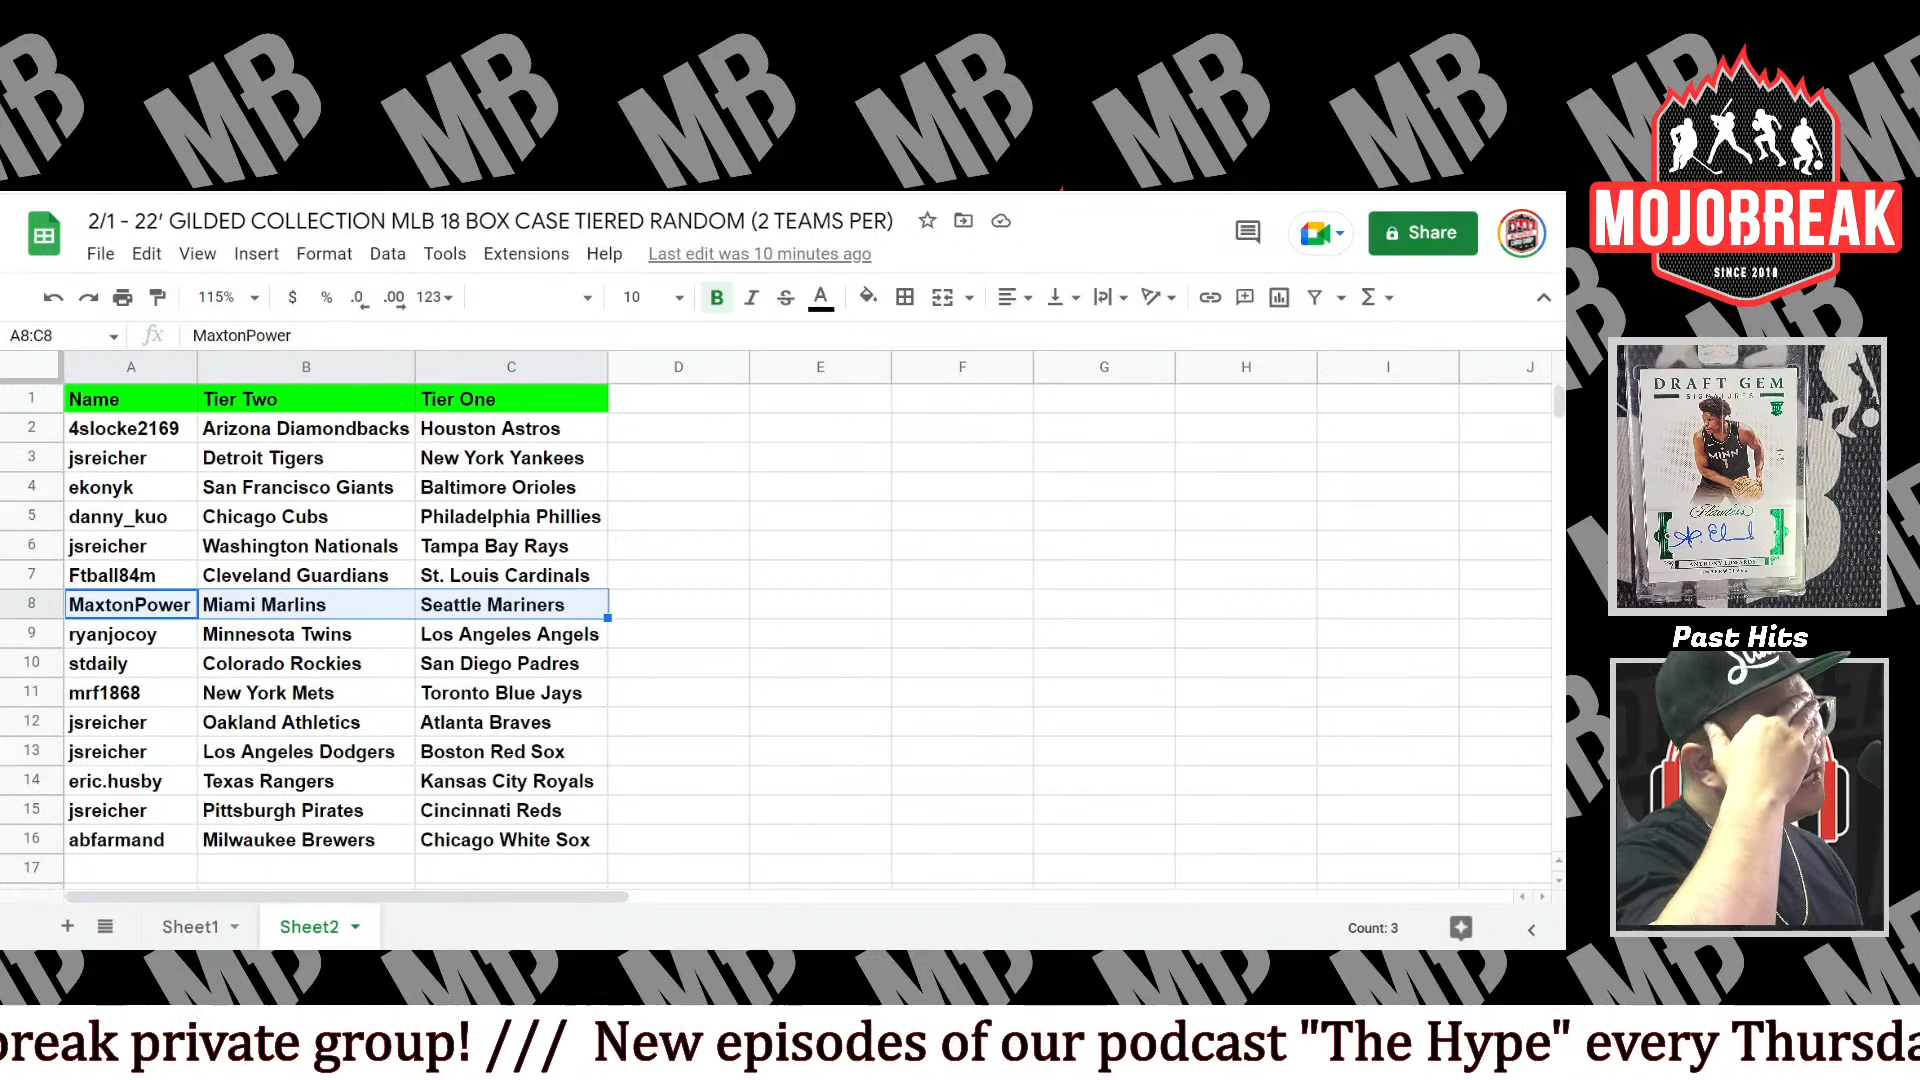 MOJOBREAK
SINCE 2018
2/1 - 22' GILDED COLLECTION MLB 18 BOX CASE TIERED RANDOM (2 TEAMS PER)
Share
File Edit View Insert Format Data Tools Extensions Help Last edit was 10 minutes ago
115% $ % .0 .00 123 10 B I S A
A8:C8 fx MaxtonPower
A B C D E F G H I J
1 Name Tier Two Tier One
2 4slocke2169 Arizona Diamondbacks Houston Astros
3 jsreicher Detroit Tigers New York Yankees
4 ekonyk San Francisco Giants Baltimore Orioles
5 danny_kuo Chicago Cubs Philadelphia Phillies
6 jsreicher Washington Nationals Tampa Bay Rays
7 Ftball84m Cleveland Guardians St. Louis Cardinals
8 MaxtonPower Miami Marlins Seattle Mariners
9 ryanjocoy Minnesota Twins Los Angeles Angels
10 stdaily Colorado Rockies San Diego Padres
11 mrf1868 New York Mets Toronto Blue Jays
12 jsreicher Oakland Athletics Atlanta Braves
13 jsreicher Los Angeles Dodgers Boston Red Sox
14 eric.husby Texas Rangers Kansas City Royals
15 jsreicher Pittsburgh Pirates Cincinnati Reds
16 abfarmand Milwaukee Brewers Chicago White Sox
17
Sheet1 Sheet2 Count: 3
DRAFT GEM
SIGNATURES
MINN
1
Flawless
ANTHONY EDWARDS
Past Hits
break private group! /// New episodes of our podcast "The Hype" every Thursda